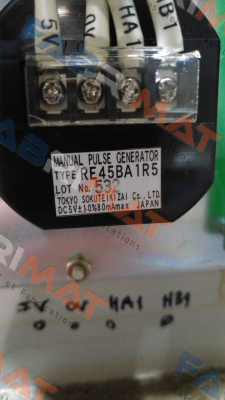 5V
0V
HA1
HB1
MANUAL PULSE GENERATOR
TYPE RE45BA1R5
LOT No. 532
TOKYO SOKUTEIKIZAI Co., LTD.
DC5V±10%80mAmax JAPAN
5V 0V HA1 HB1